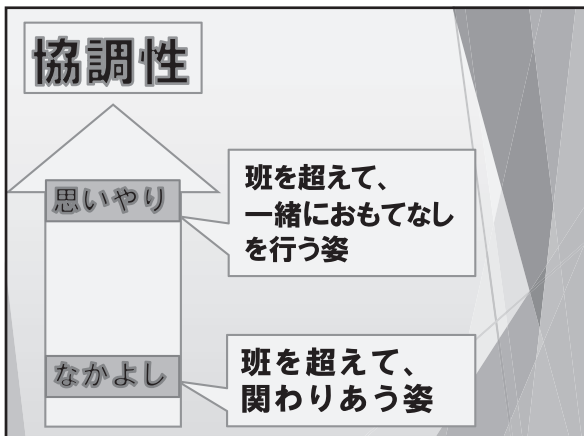 協調性
思いやり
班を超えて、
一緒におもてなし
を行う姿
なかよし
班を超えて、
関わりあう姿